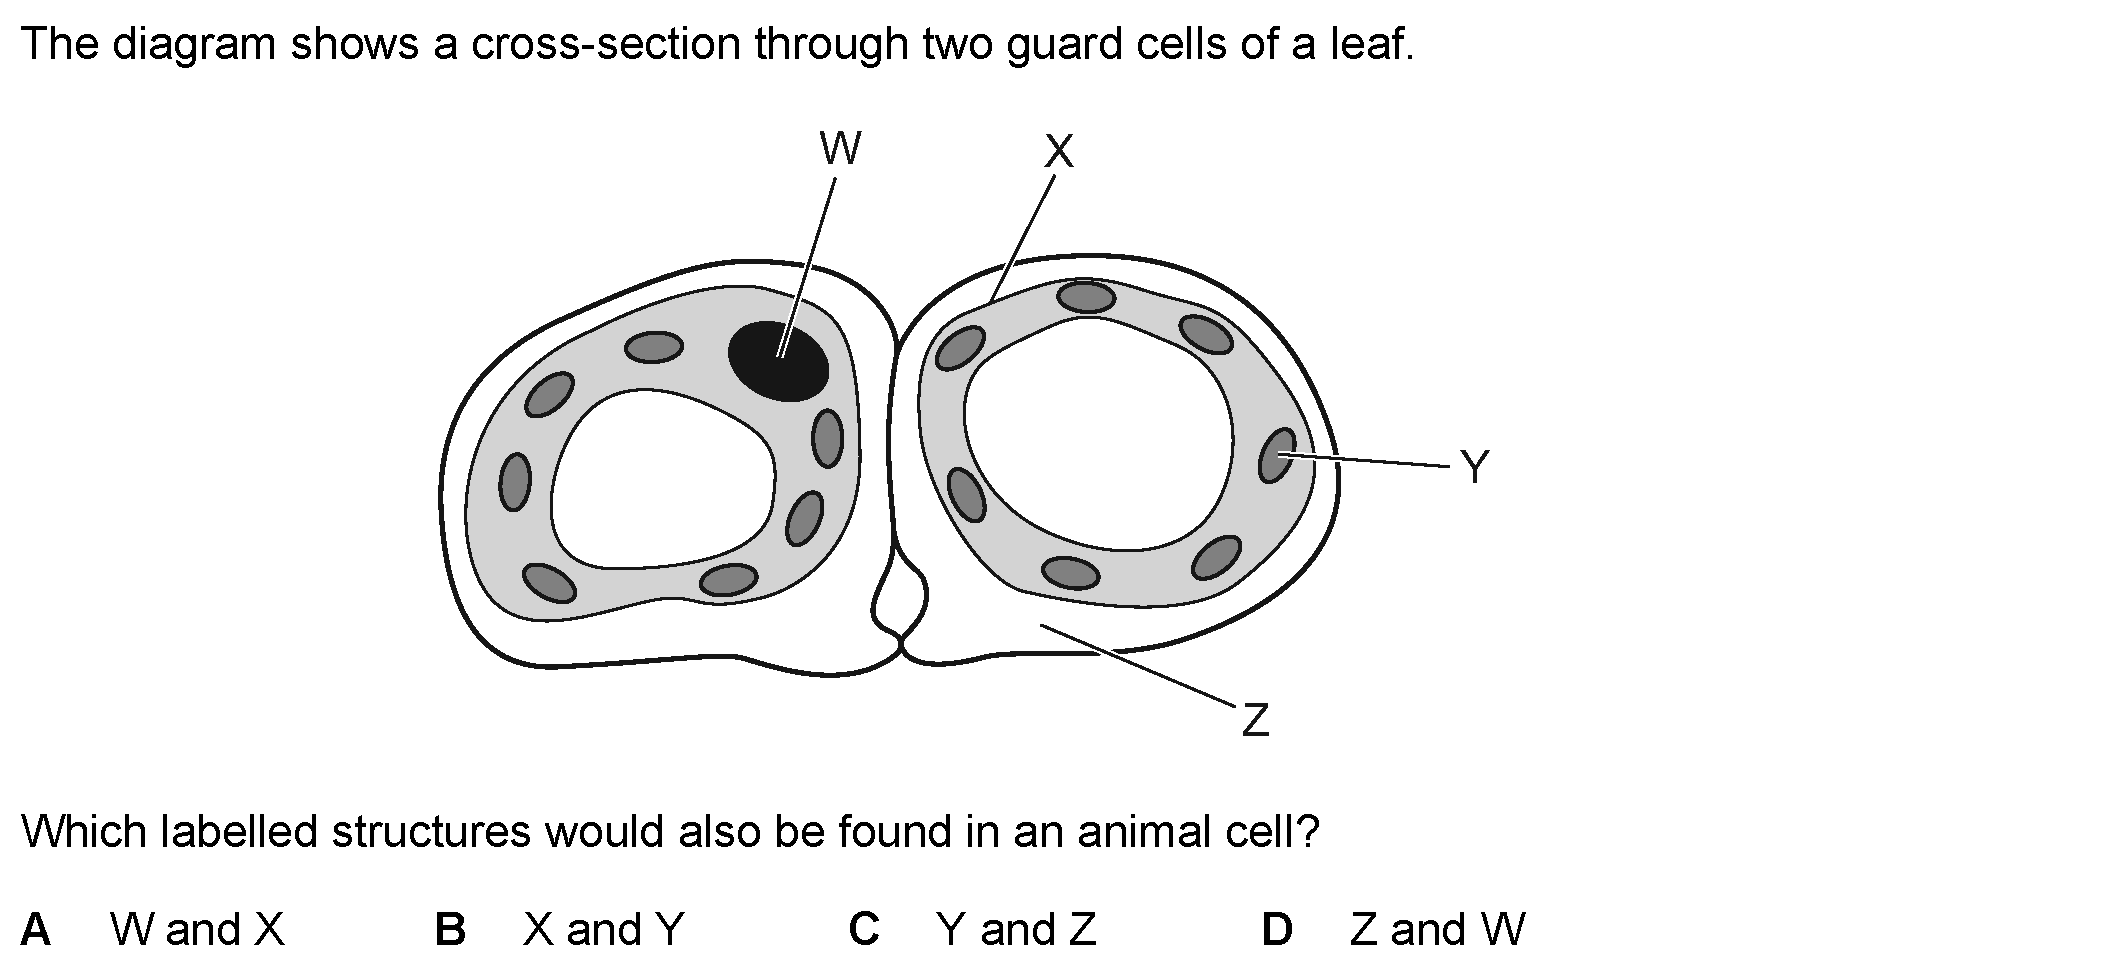 The diagram shows a cross-section through two guard cells of a leaf.
W
X
Y
Z
Which labelled structures would also be found in an animal cell?
A W and X B X and Y C Y and Z D Z and W